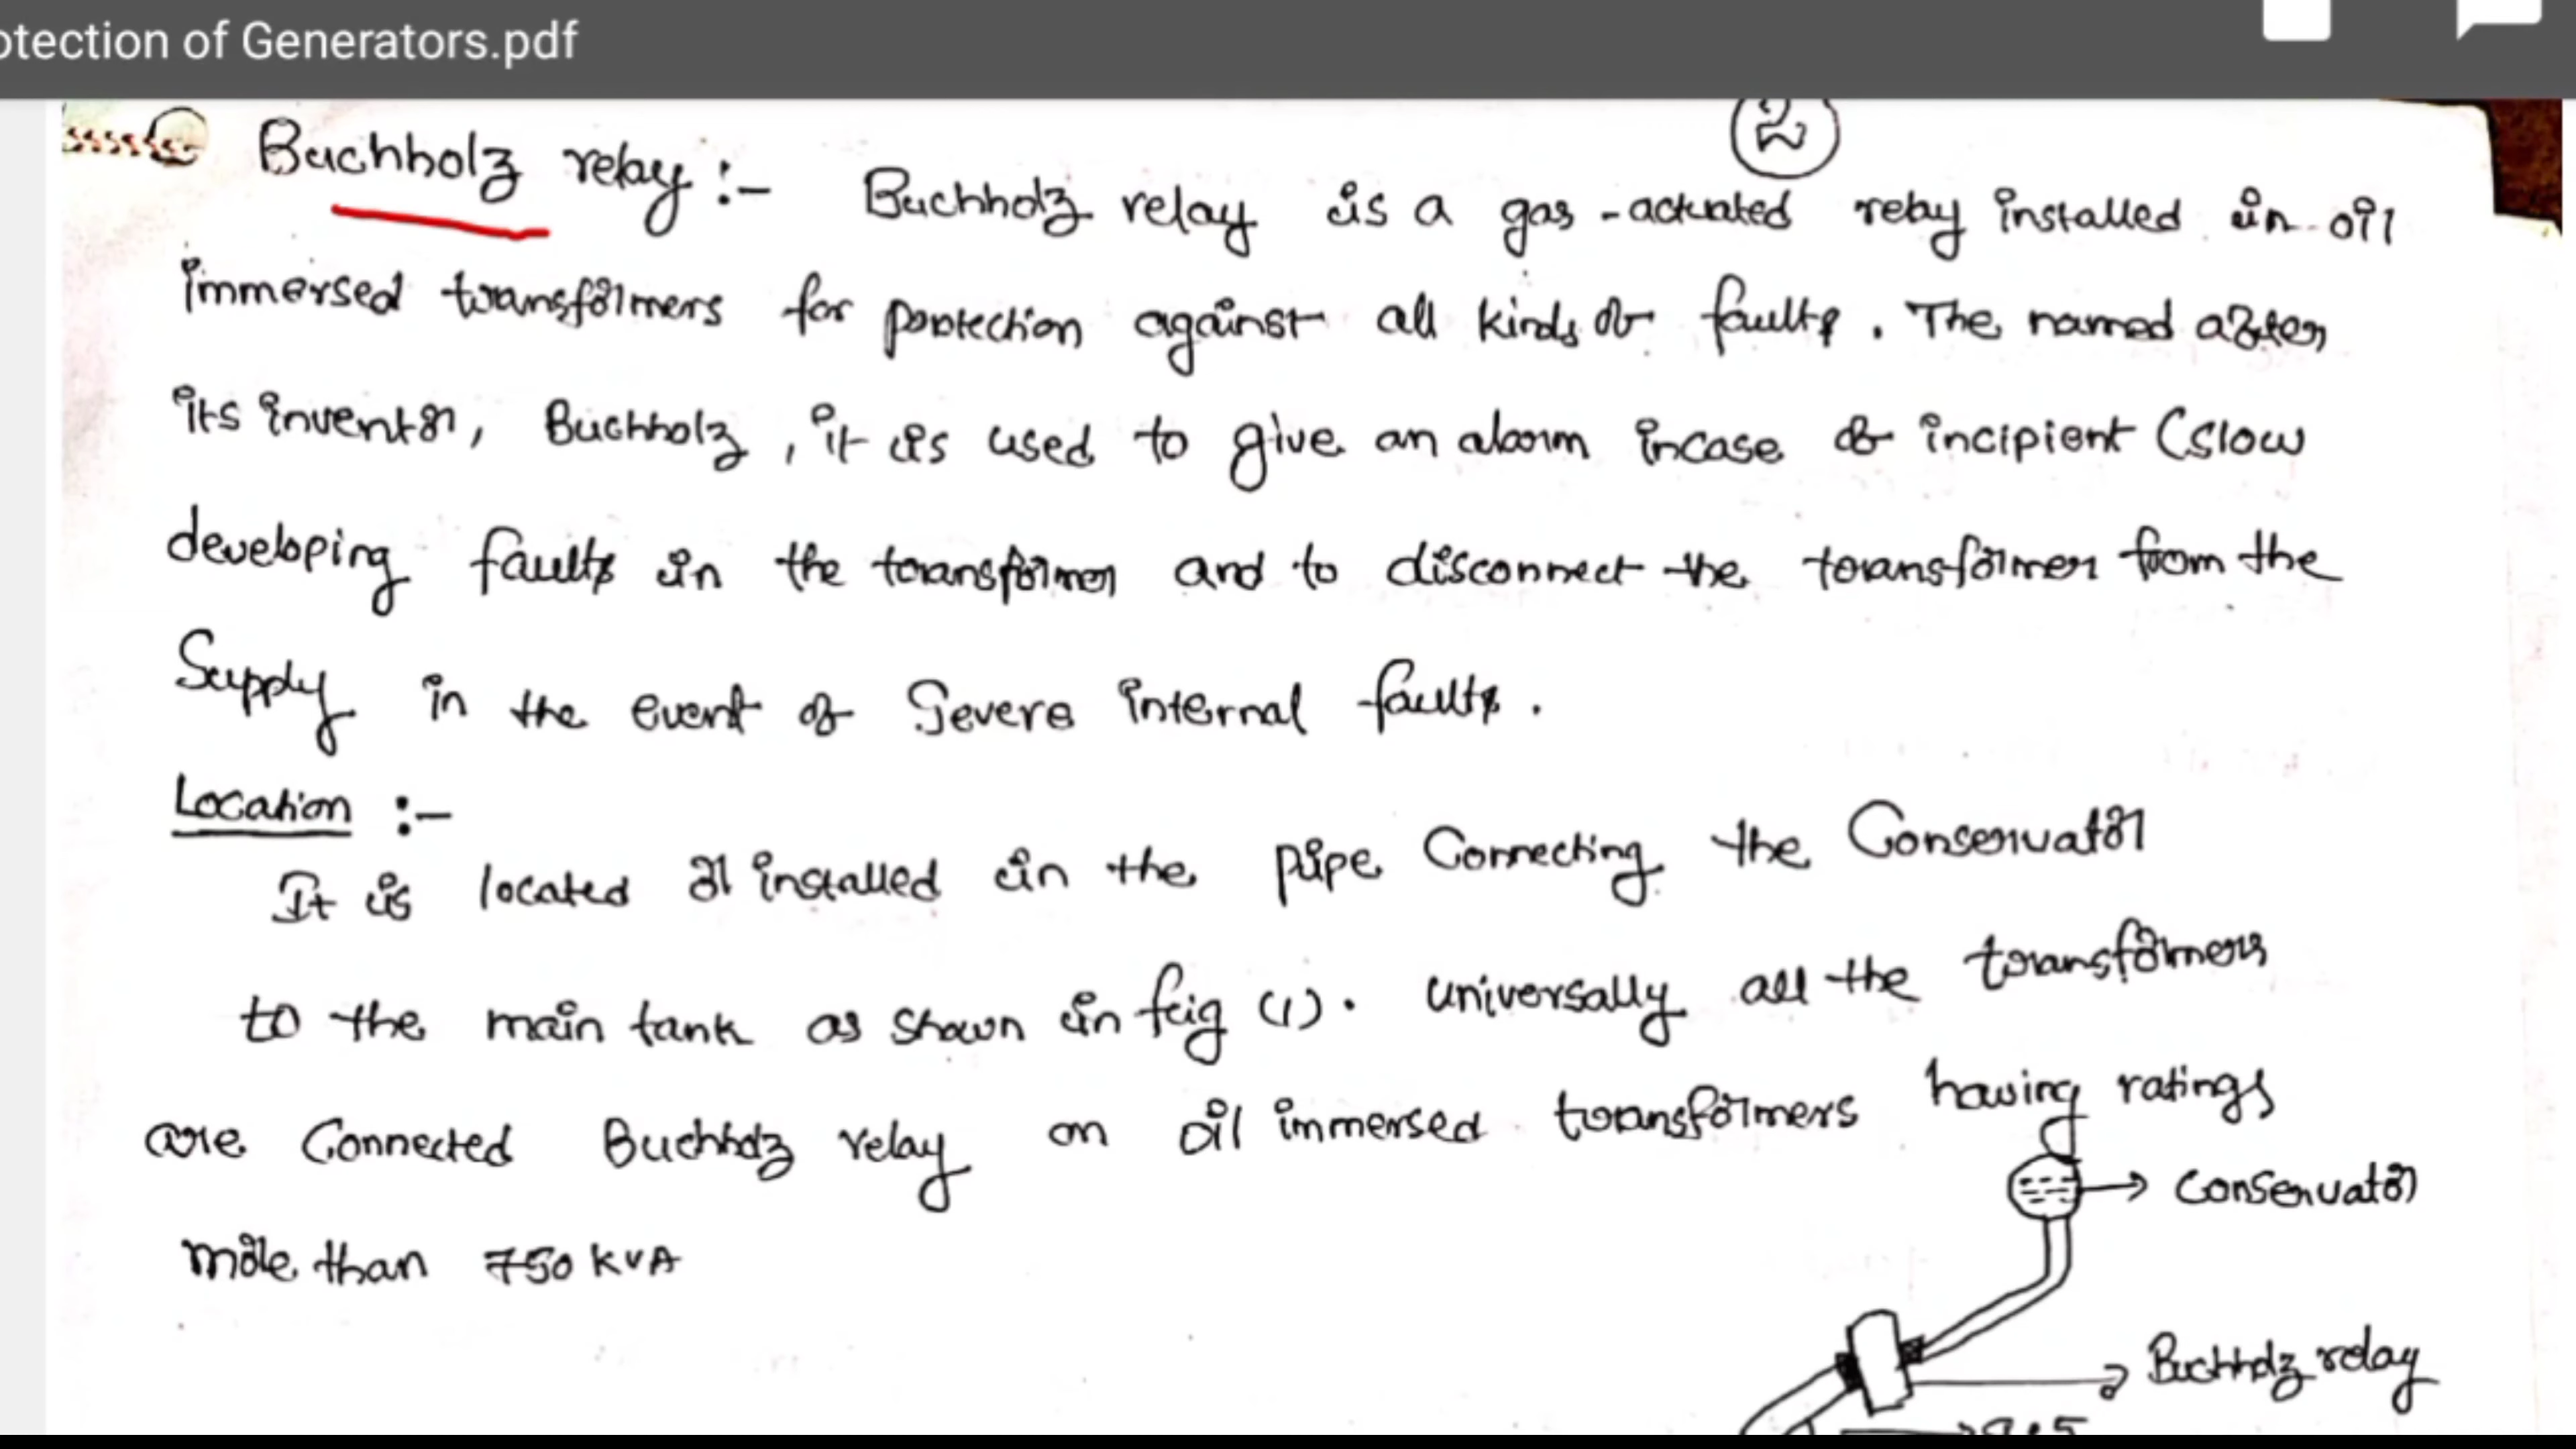 otection of Generators.pdf
2
Buchholz relay :- Buchholz relay is a gas-actuated relay installed in oil
immersed transformers for protection against all kinds of faults. The named after
its inventor, Buchholz, it is used to give an alarm incase of incipient (slow
developing faults in the transformer and to disconnect the transformer from the
Supply in the event of Severe internal faults.
Location :-
It is located or installed in the pipe Connecting the Conservator
to the main tank as shown in fig (1). universally all the transformers
are Connected Buchholz relay on oil immersed transformers having ratings
more than 750 KVA
Conservator
Buchholz relay